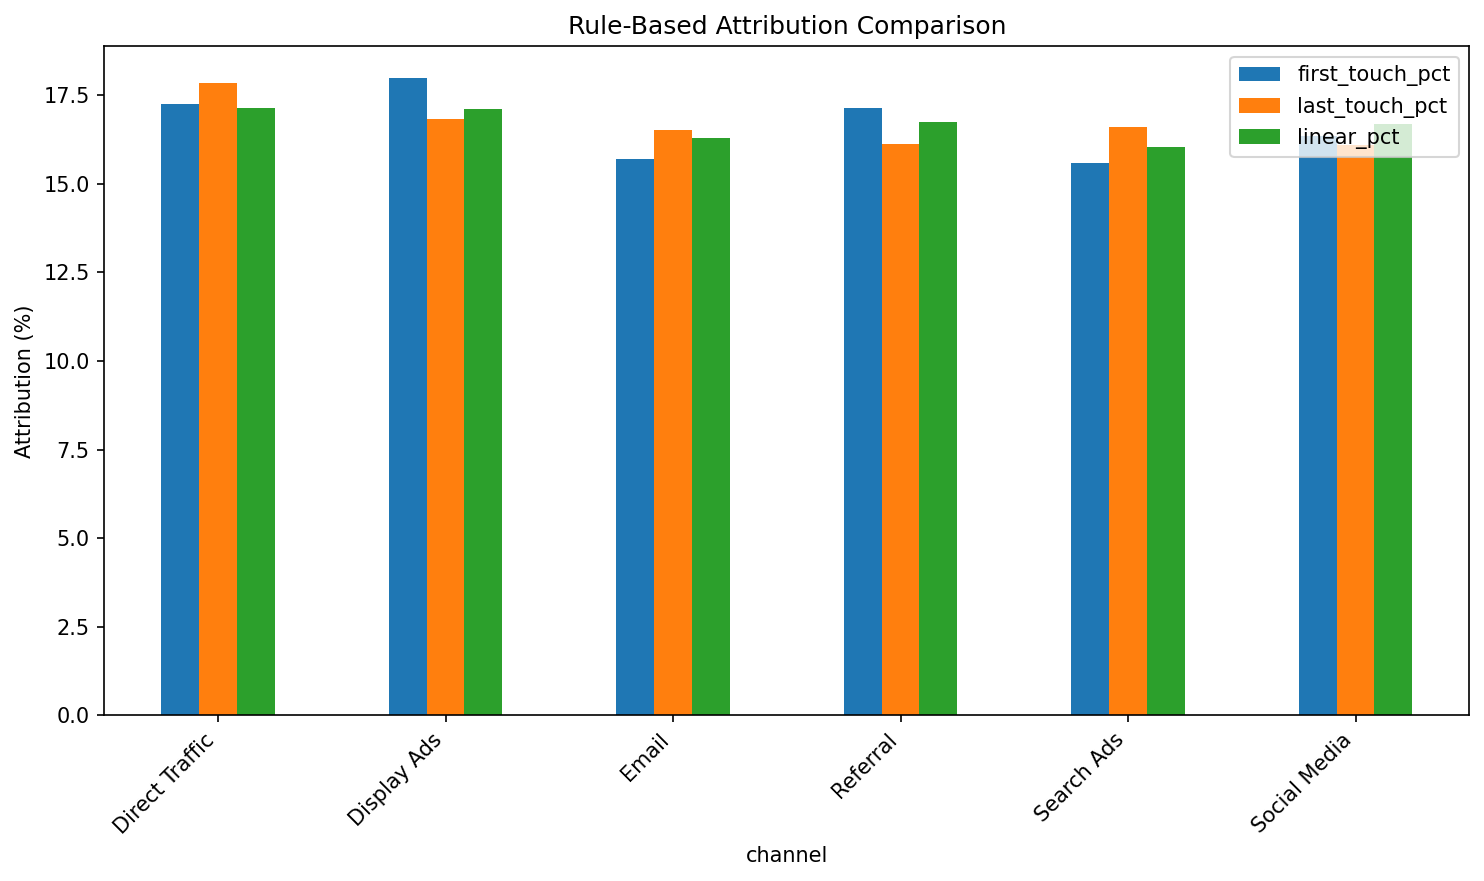 Rule-Based Attribution Comparison
first_touch_pct
last_touch_pct
linear_pct
Attribution (%)
17.5
15.0
12.5
10.0
7.5
5.0
2.5
0.0
Direct Traffic
Display Ads
Email
Referral
Search Ads
Social Media
channel